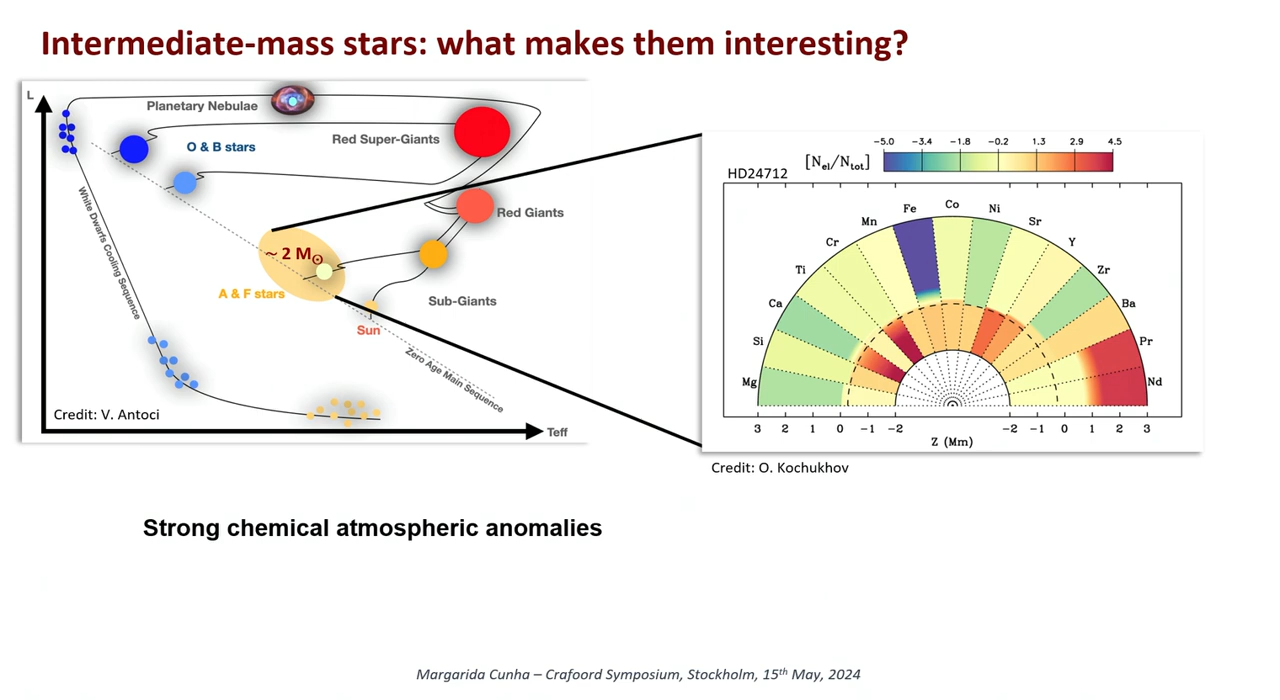 Intermediate-mass stars: what makes them interesting?
L
Planetary Nebulae
O & B stars
Red Super-Giants
White Dwarfs Cooling Sequence
Red Giants
~ 2 M⊙
A & F stars
Sub-Giants
Sun
Zero Age Main Sequence
Credit: V. Antoci
Teff
[Nel/Ntot]
−5.0 −3.4 −1.8 −0.2 1.3 2.9 4.5
HD24712
Mg
Si
Ca
Ti
Cr
Mn
Fe
Co
Ni
Sr
Y
Zr
Ba
Pr
Nd
3 2 1 0 −1 −2 −2 −1 0 1 2 3
Z (Mm)
Credit: O. Kochukhov
Strong chemical atmospheric anomalies
Margarida Cunha – Crafoord Symposium, Stockholm, 15th May, 2024